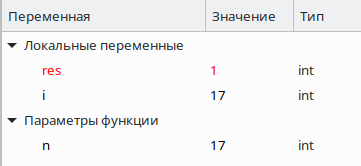 Переменная Значение Тип
Локальные переменные
res 1 int
i 17 int
Параметры функции
n 17 int